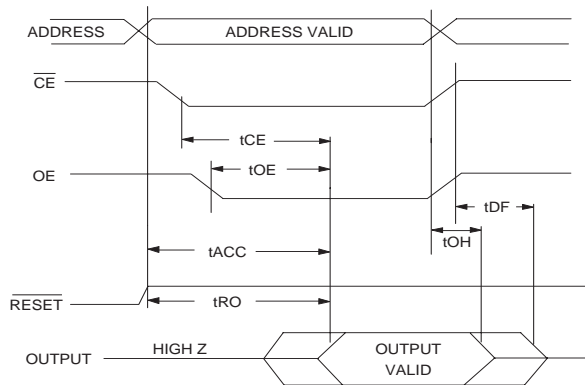 ADDRESS ADDRESS VALID
CE
tCE
tOE
OE
tDF
tOH
tACC
RESET
tRO
HIGH Z
OUTPUT
OUTPUT
VALID